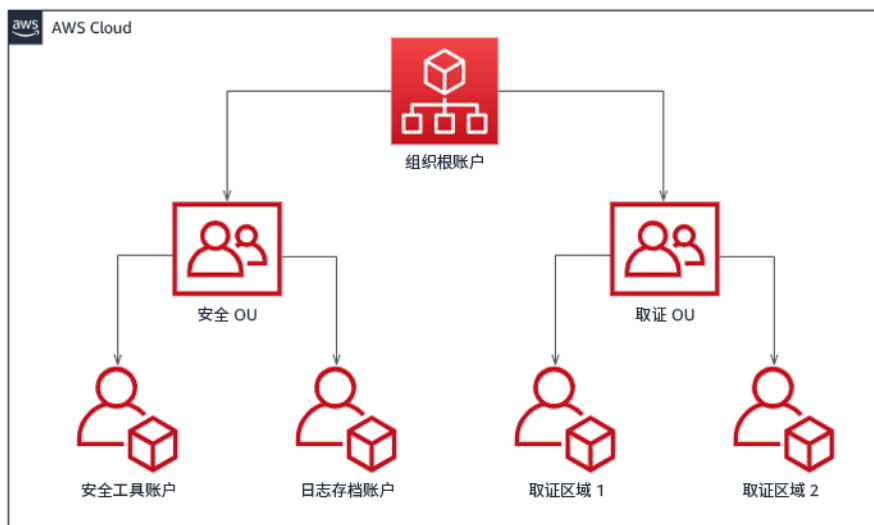 aws
AWS Cloud
组织根账户
安全 OU
取证 OU
安全工具账户
日志存档账户
取证区域 1
取证区域 2